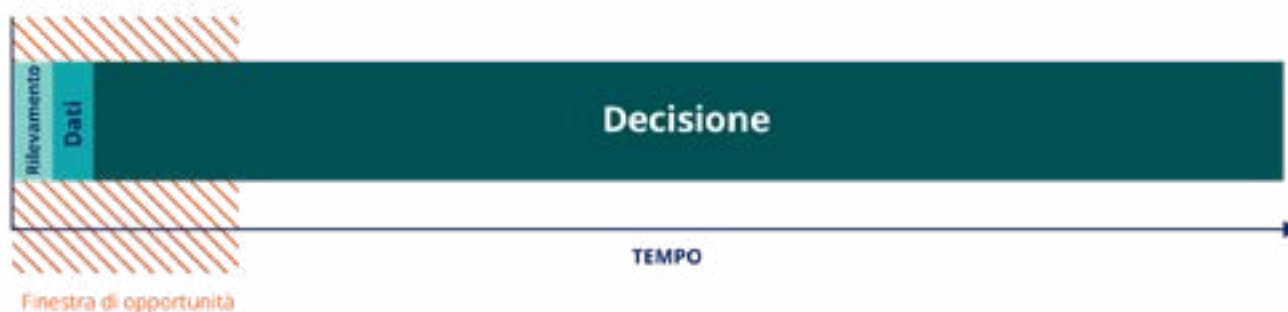 Rilevamento
Dati
Decisione
TEMPO
Finestra di opportunità